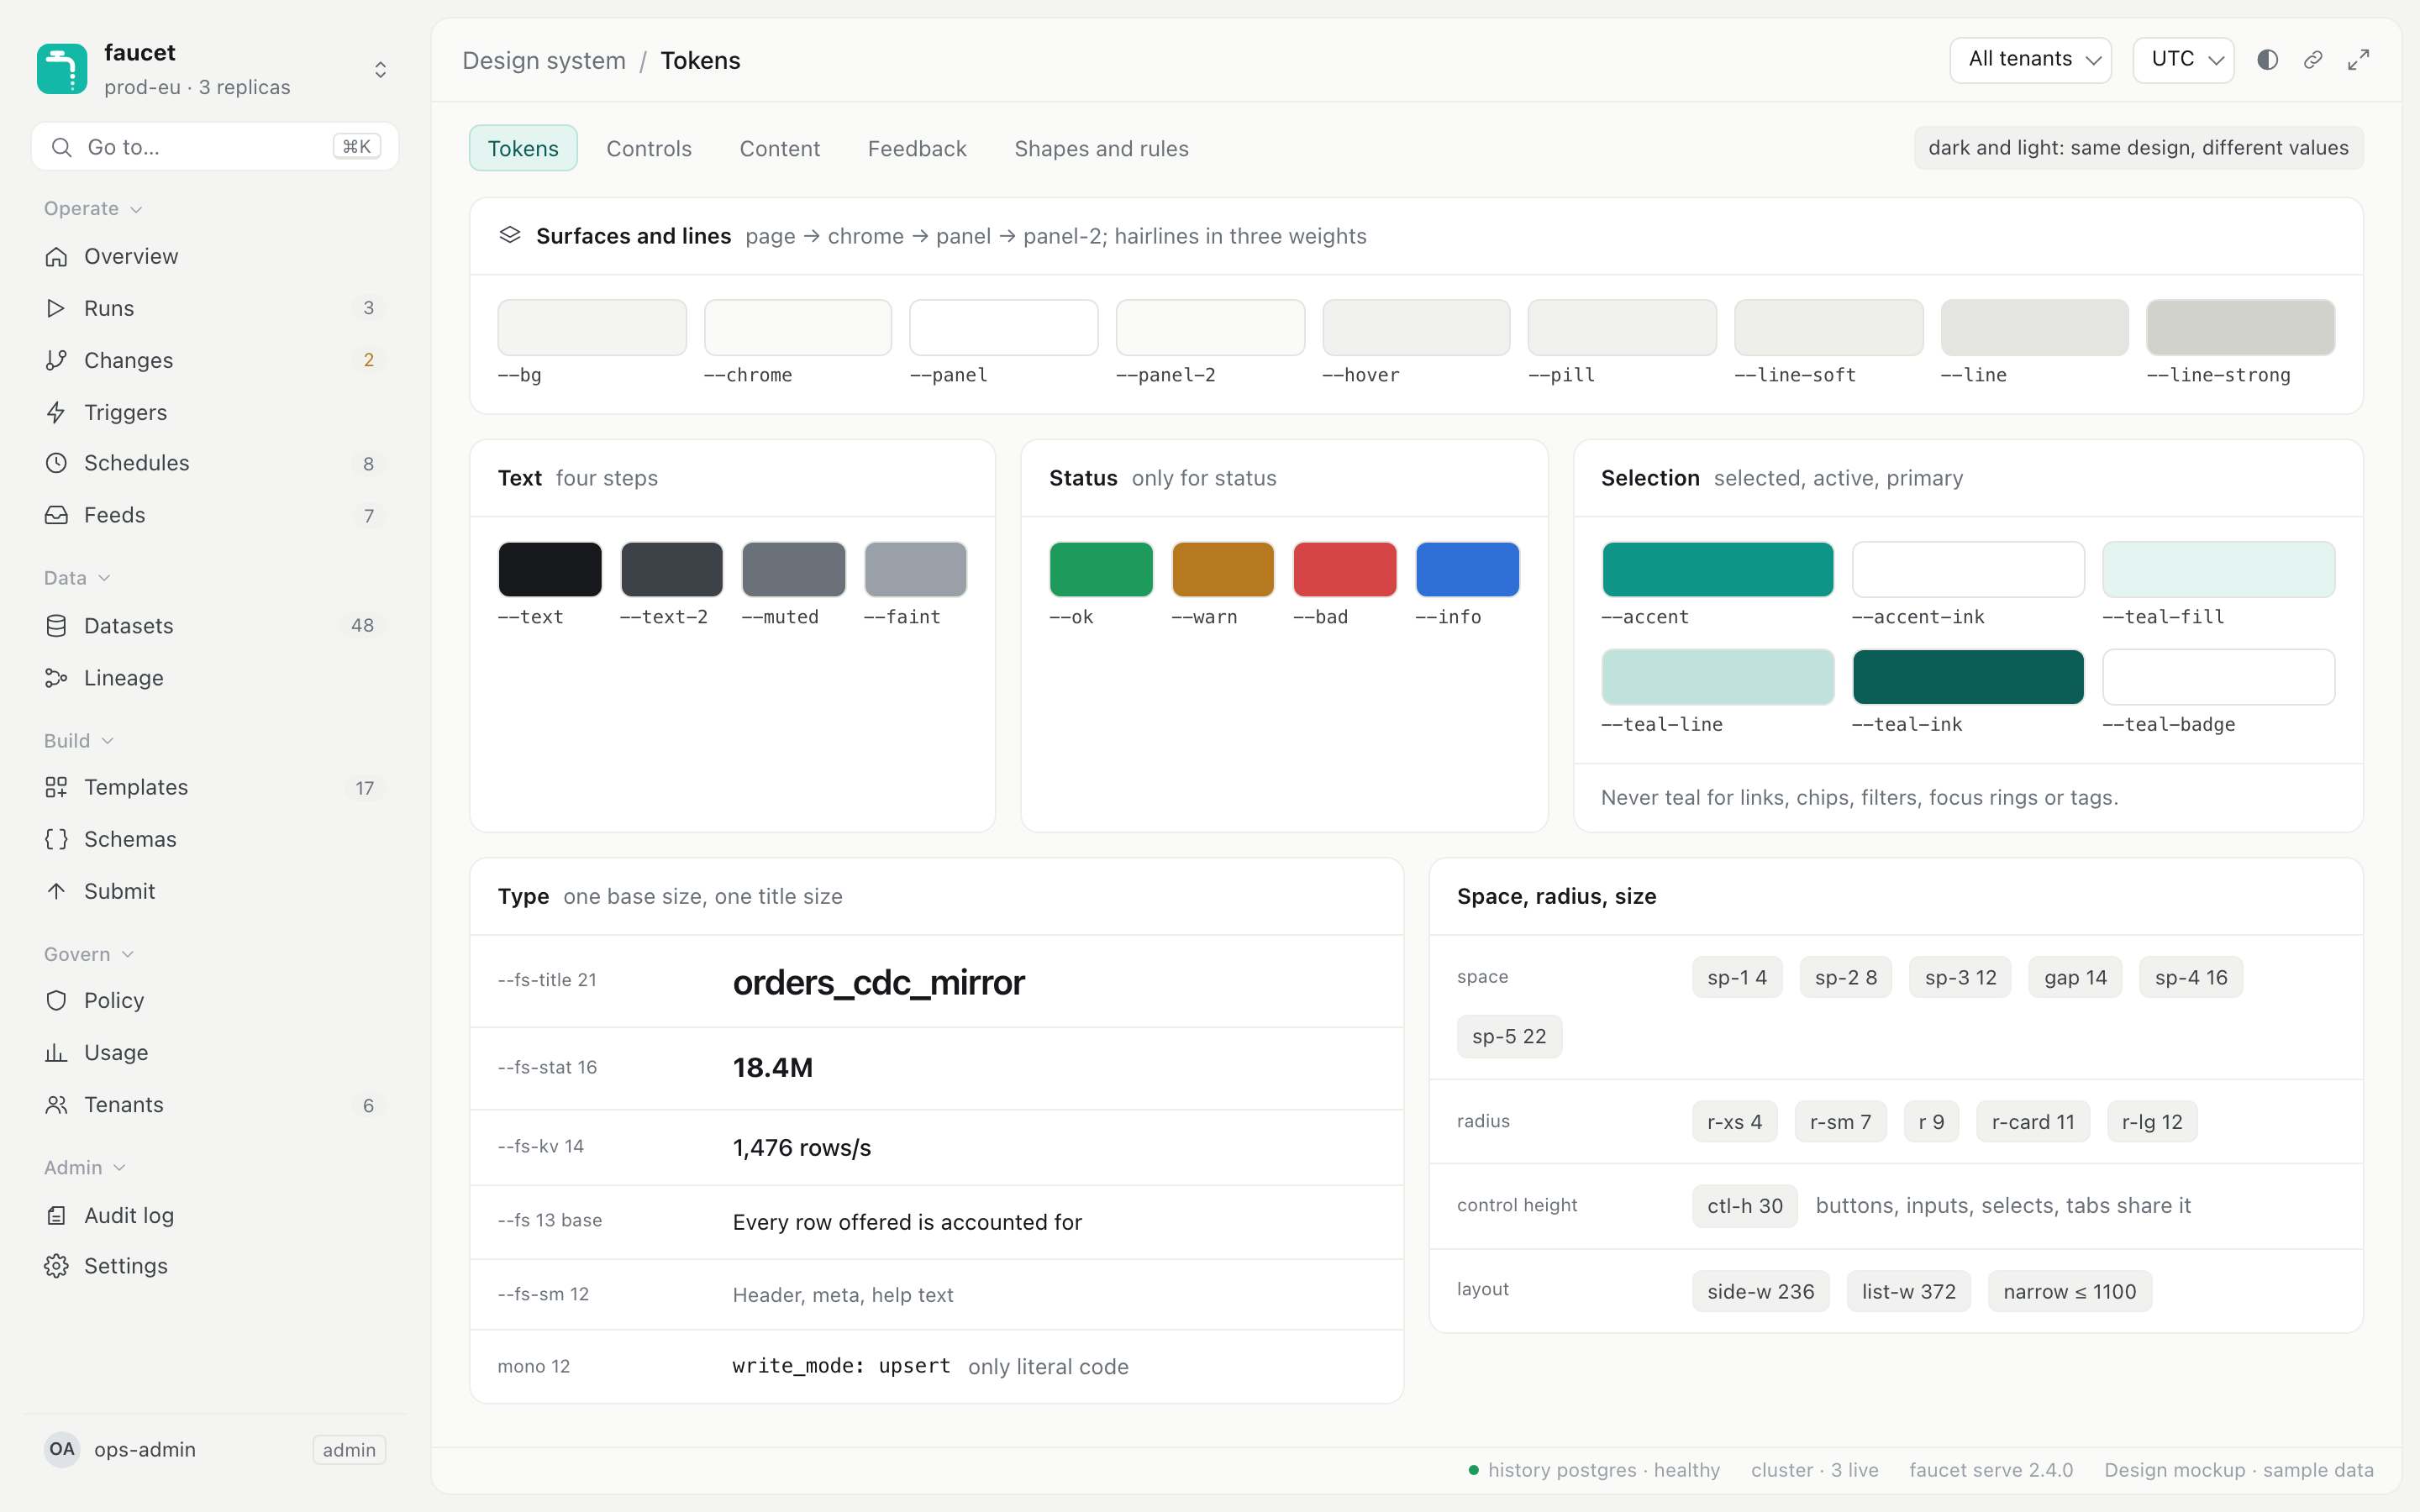 faucet
prod-eu · 3 replicas
Go to...
⌘K
Operate
Overview
Runs 3
Changes 2
Triggers
Schedules 8
Feeds 7
Data
Datasets 48
Lineage
Build
Templates 17
Schemas
Submit
Govern
Policy
Usage
Tenants 6
Admin
Audit log
Settings
OA ops-admin admin
Design system / Tokens
All tenants UTC
Tokens Controls Content Feedback Shapes and rules
dark and light: same design, different values
Surfaces and lines page → chrome → panel → panel-2; hairlines in three weights
--bg --chrome --panel --panel-2 --hover --pill --line-soft --line --line-strong
Text four steps
--text --text-2 --muted --faint
Status only for status
--ok --warn --bad --info
Selection selected, active, primary
--accent --accent-ink --teal-fill
--teal-line --teal-ink --teal-badge
Never teal for links, chips, filters, focus rings or tags.
Type one base size, one title size
--fs-title 21 orders_cdc_mirror
--fs-stat 16 18.4M
--fs-kv 14 1,476 rows/s
--fs 13 base Every row offered is accounted for
--fs-sm 12 Header, meta, help text
mono 12 write_mode: upsert only literal code
Space, radius, size
space sp-1 4 sp-2 8 sp-3 12 gap 14 sp-4 16
sp-5 22
radius r-xs 4 r-sm 7 r 9 r-card 11 r-lg 12
control height ctl-h 30 buttons, inputs, selects, tabs share it
layout side-w 236 list-w 372 narrow ≤ 1100
history postgres · healthy cluster · 3 live faucet serve 2.4.0 Design mockup · sample data